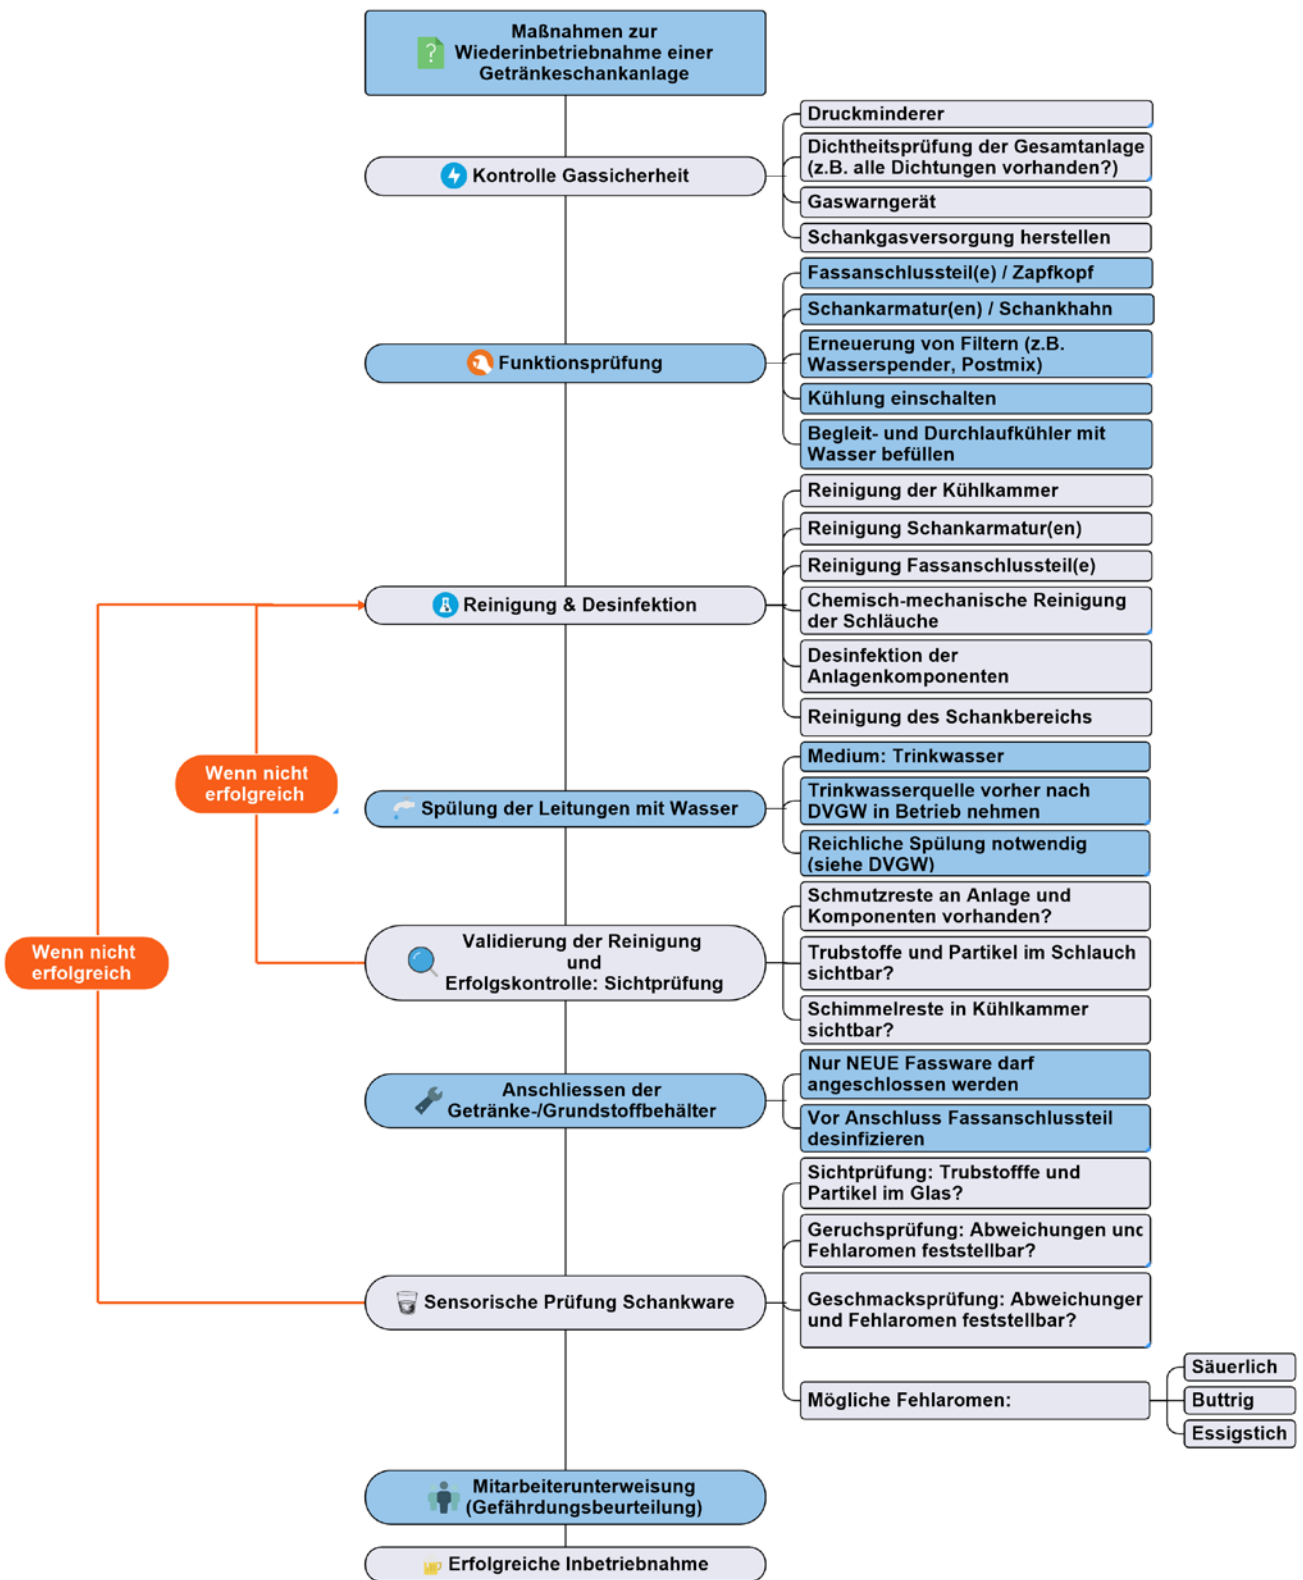 Maßnahmen zur
Wiederinbetriebnahme einer
Getränkeschankanlage
Kontrolle Gassicherheit
Druckminderer
Dichtheitsprüfung der Gesamtanlage
(z.B. alle Dichtungen vorhanden?)
Gaswarngerät
Schankgasversorgung herstellen
Funktionsprüfung
Fassanschlussteil(e) / Zapfkopf
Schankarmatur(en) / Schankhahn
Erneuerung von Filtern (z.B.
Wasserspender, Postmix)
Kühlung einschalten
Begleit- und Durchlaufkühler mit
Wasser befüllen
Reinigung & Desinfektion
Reinigung der Kühlkammer
Reinigung Schankarmatur(en)
Reinigung Fassanschlussteil(e)
Chemisch-mechanische Reinigung
der Schläuche
Desinfektion der
Anlagenkomponenten
Reinigung des Schankbereichs
Wenn nicht
erfolgreich
Spülung der Leitungen mit Wasser
Medium: Trinkwasser
Trinkwasserquelle vorher nach
DVGW in Betrieb nehmen
Reichliche Spülung notwendig
(siehe DVGW)
Wenn nicht
erfolgreich
Validierung der Reinigung
und
Erfolgskontrolle: Sichtprüfung
Schmutzreste an Anlage und
Komponenten vorhanden?
Trubstoffe und Partikel im Schlauch
sichtbar?
Schimmelreste in Kühlkammer
sichtbar?
Anschliessen der
Getränke-/Grundstoffbehälter
Nur NEUE Fassware darf
angeschlossen werden
Vor Anschluss Fassanschlussteil
desinfizieren
Sensorische Prüfung Schankware
Sichtprüfung: Trubstofffe und
Partikel im Glas?
Geruchsprüfung: Abweichungen und
Fehlaromen feststellbar?
Geschmacksprüfung: Abweichunger
und Fehlaromen feststellbar?
Mögliche Fehlaromen:
Säuerlich
Buttrig
Essigstich
Mitarbeiterunterweisung
(Gefährdungsbeurteilung)
Erfolgreiche Inbetriebnahme